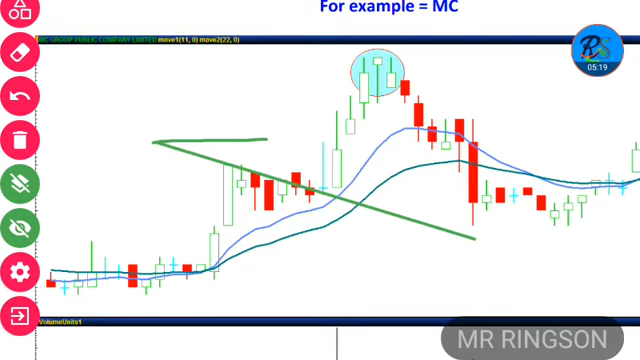 For example = MC
MC GROUP PUBLIC COMPANY LIMITED move1(11, 0) move2(22, 0)
RS
05:19
VolumeUnits1
MR RINGSON